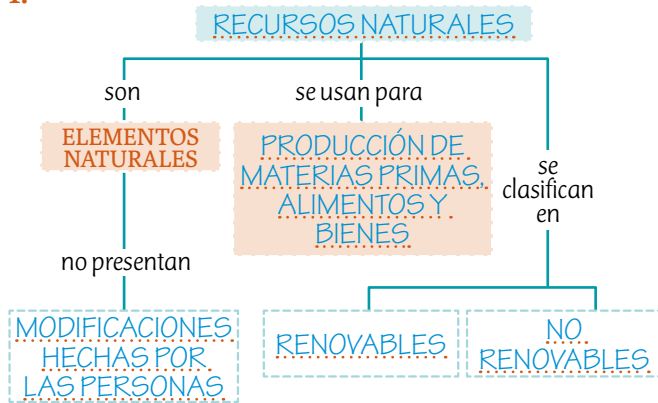 1.
RECURSOS NATURALES
son
se usan para
ELEMENTOS
NATURALES
PRODUCCIÓN DE
MATERIAS PRIMAS,
ALIMENTOS Y
BIENES
se
clasifican
en
no presentan
MODIFICACIONES
HECHAS POR
LAS PERSONAS
RENOVABLES
NO
RENOVABLES